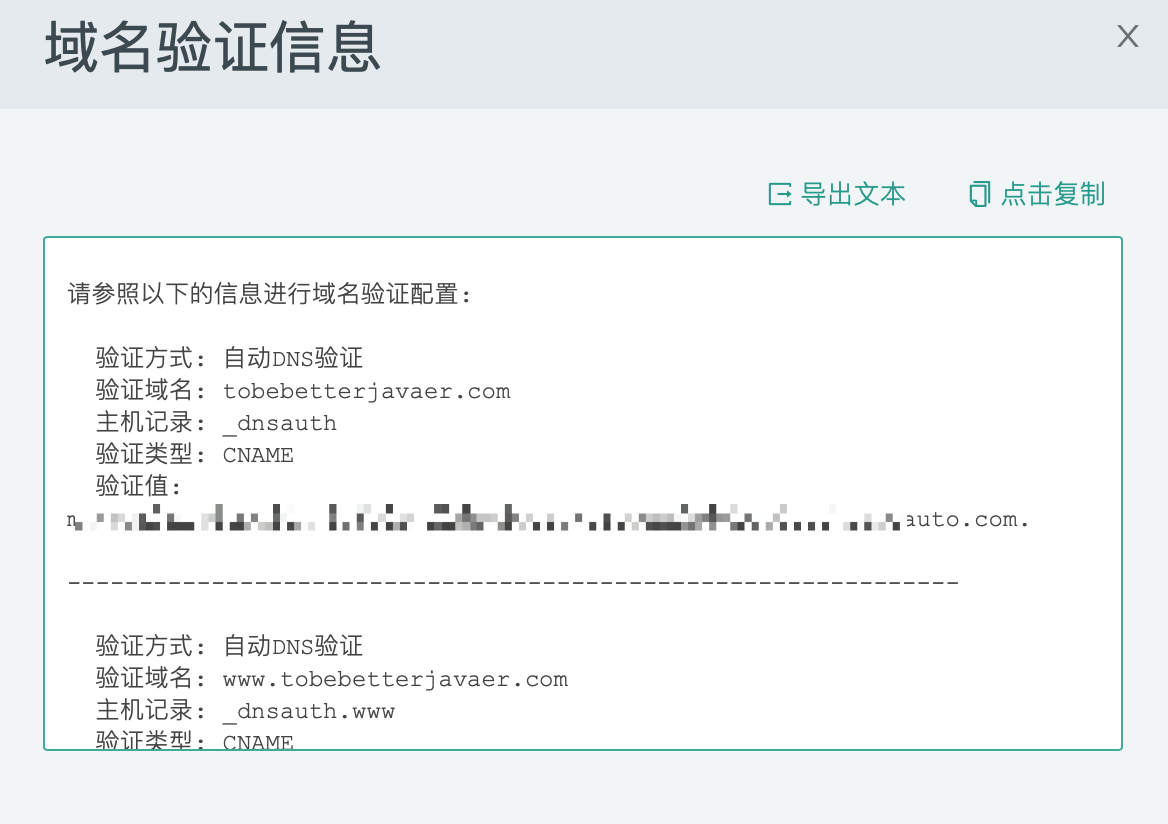 域名验证信息
X
导出文本
点击复制
请参照以下的信息进行域名验证配置:
验证方式: 自动DNS验证
验证域名: tobebetterjavaer.com
主机记录: _dnsauth
验证类型: CNAME
验证值:
auto.com.
--------------------------------------------------------------
验证方式: 自动DNS验证
验证域名: www.tobebetterjavaer.com
主机记录: _dnsauth.www
验证类型: CNAME